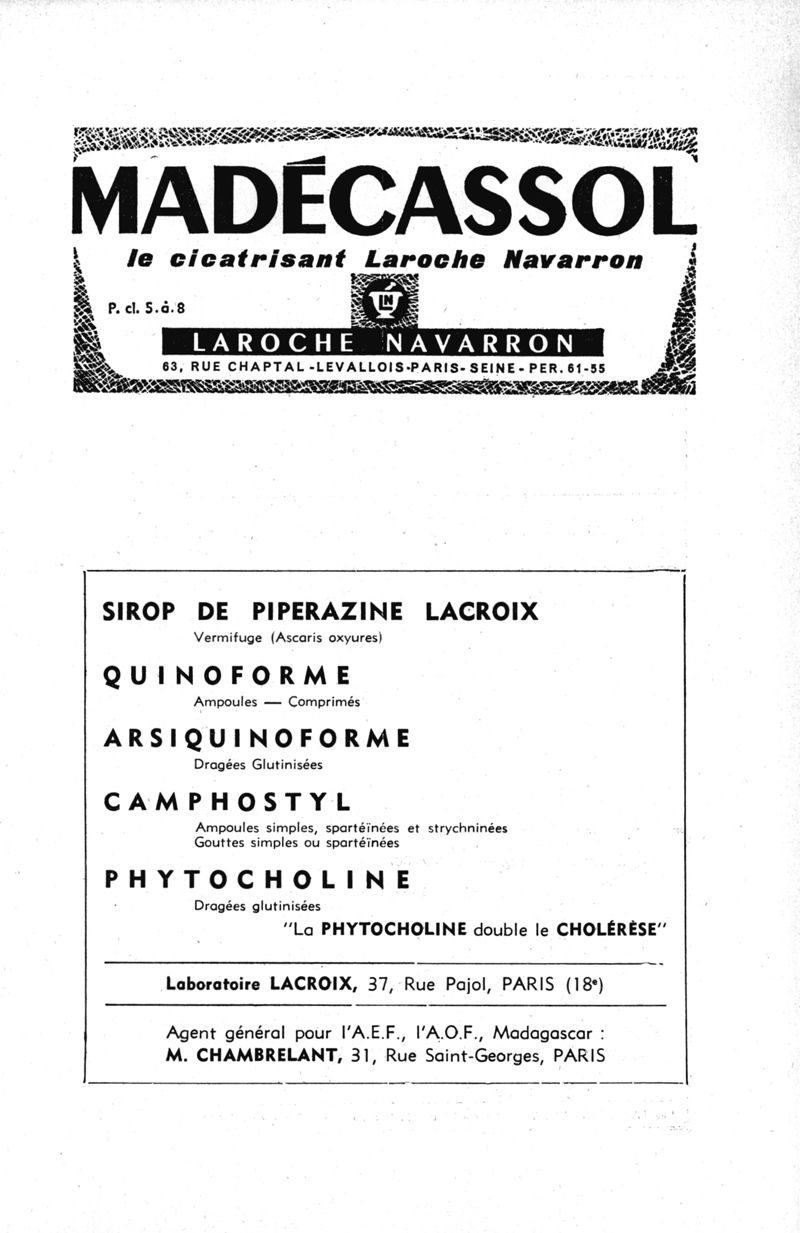 MADÉCASSOL
le cicatrisant Laroche Navarron
P. cl. S. à. 8
LN
LAROCHE NAVARRON
63, RUE CHAPTAL - LEVALLOIS-PARIS- SEINE - PER. 61-55
SIROP DE PIPERAZINE LACROIX
Vermifuge (Ascaris oxyures)
QUINOFORME
Ampoules — Comprimés
ARSIQUINOFORME
Dragées Glutinisées
CAMPHOSTYL
Ampoules simples, spartéïnées et strychninées
Gouttes simples ou spartéïnées
PHYTOCHOLINE
Dragées glutinisées
"La PHYTOCHOLINE double le CHOLÉRÈSE"
Laboratoire LACROIX, 37, Rue Pajol, PARIS (18e)
Agent général pour l'A.E.F., l'A.O.F., Madagascar :
M. CHAMBRELANT, 31, Rue Saint-Georges, PARIS